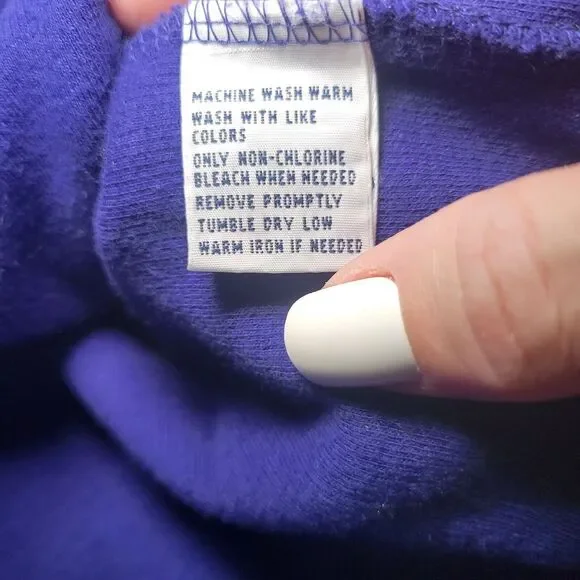 MACHINE WASH WARM
WASH WITH LIKE
COLORS
ONLY NON-CHLORINE
BLEACH WHEN NEEDED
REMOVE PROMPTLY
TUMBLE DRY LOW
WARM IRON IF NEEDED